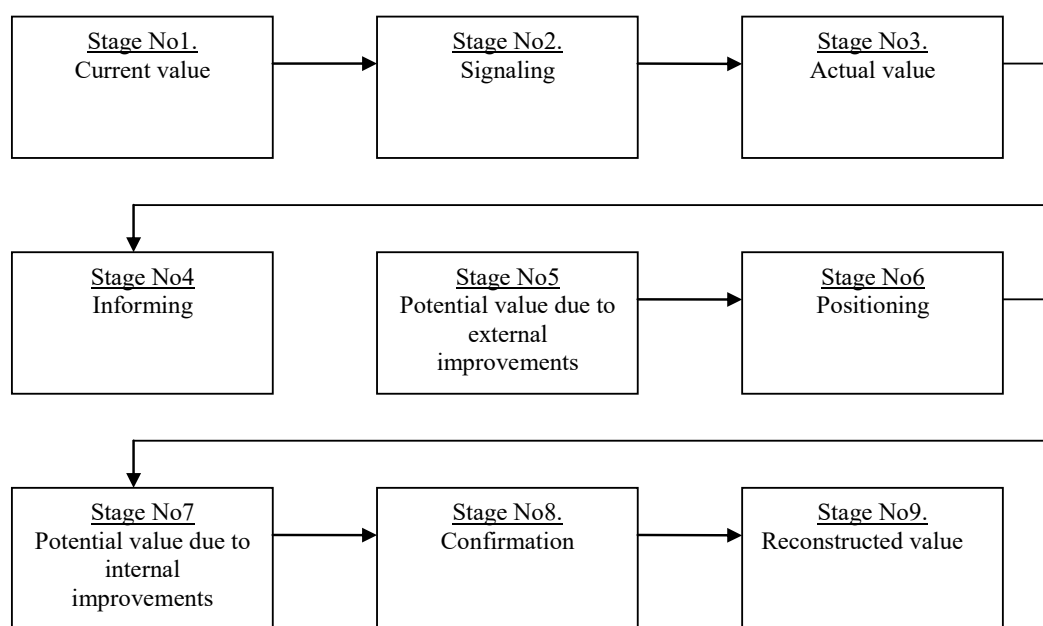 Stage No1.
Current value
Stage No2.
Signaling
Stage No3.
Actual value
Stage No4
Informing
Stage No5
Potential value due to
external
improvements
Stage No6
Positioning
Stage No7
Potential value due to
internal
improvements
Stage No8.
Confirmation
Stage No9.
Reconstructed value